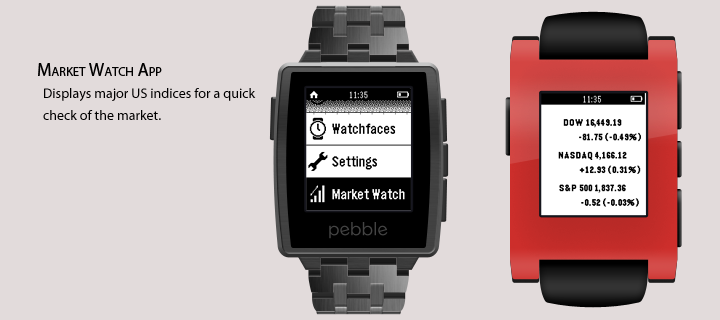 Market Watch App
Displays major US indices for a quick
check of the market.
11:35
Watchfaces
Settings
Market Watch
pebble
11:35
DOW 16,449.19
-81.75 (-0.49%)
NASDAQ 4,166.12
+12.93 (0.31%)
S&P 500 1,837.36
-0.52 (-0.03%)